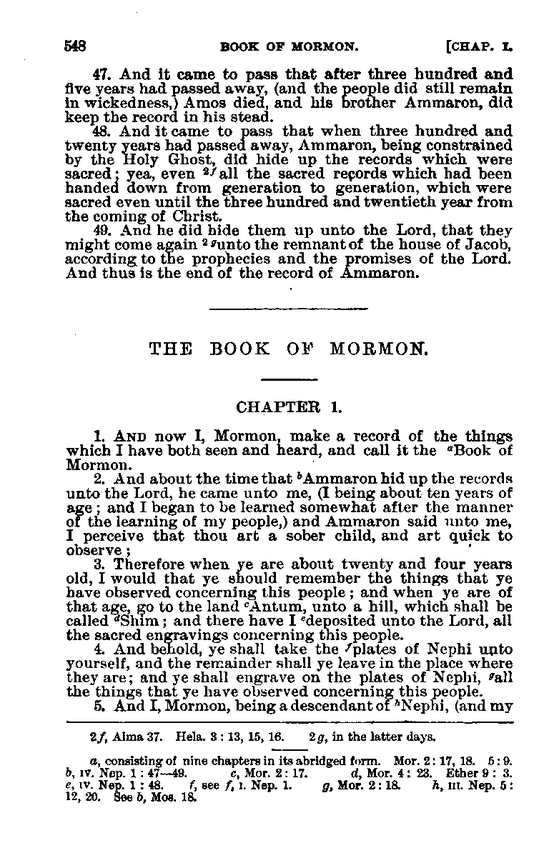 548 BOOK OF MORMON. [CHAP. I.
47. And it came to pass that after three hundred and
five years had passed away, (and the people did still remain
in wickedness,) Amos died, and his brother Ammaron, did
keep the record in his stead.
48. And it came to pass that when three hundred and
twenty years had passed away, Ammaron, being constrained
by the Holy Ghost, did hide up the records which were
sacred; yea, even 2fall the sacred records which had been
handed down from generation to generation, which were
sacred even until the three hundred and twentieth year from
the coming of Christ.
49. And he did hide them up unto the Lord, that they
might come again 2gunto the remnant of the house of Jacob,
according to the prophecies and the promises of the Lord.
And thus is the end of the record of Ammaron.
THE BOOK OF MORMON.
CHAPTER 1.
1. AND now I, Mormon, make a record of the things
which I have both seen and heard, and call it the aBook of
Mormon.
2. And about the time that bAmmaron hid up the records
unto the Lord, he came unto me, (I being about ten years of
age; and I began to be learned somewhat after the manner
of the learning of my people,) and Ammaron said unto me,
I perceive that thou art a sober child, and art quick to
observe;
3. Therefore when ye are about twenty and four years
old, I would that ye should remember the things that ye
have observed concerning this people; and when ye are of
that age, go to the land cAntum, unto a hill, which shall be
called dShim; and there have I edeposited unto the Lord, all
the sacred engravings concerning this people.
4. And behold, ye shall take the fplates of Nephi unto
yourself, and the remainder shall ye leave in the place where
they are; and ye shall engrave on the plates of Nephi, gall
the things that ye have observed concerning this people.
5. And I, Mormon, being a descendant of hNephi, (and my
2f, Alma 37. Hela. 3: 13, 15, 16. 2g, in the latter days.
a, consisting of nine chapters in its abridged form. Mor. 2: 17, 18. 5: 9.
b, IV. Nep. 1: 47—49. c, Mor. 2: 17. d, Mor. 4: 23. Ether 9: 3.
e, IV. Nep. 1: 48. f, see f, I. Nep. 1. g, Mor. 2: 18. h, III. Nep. 5:
12, 20. See b, Mos. 18.